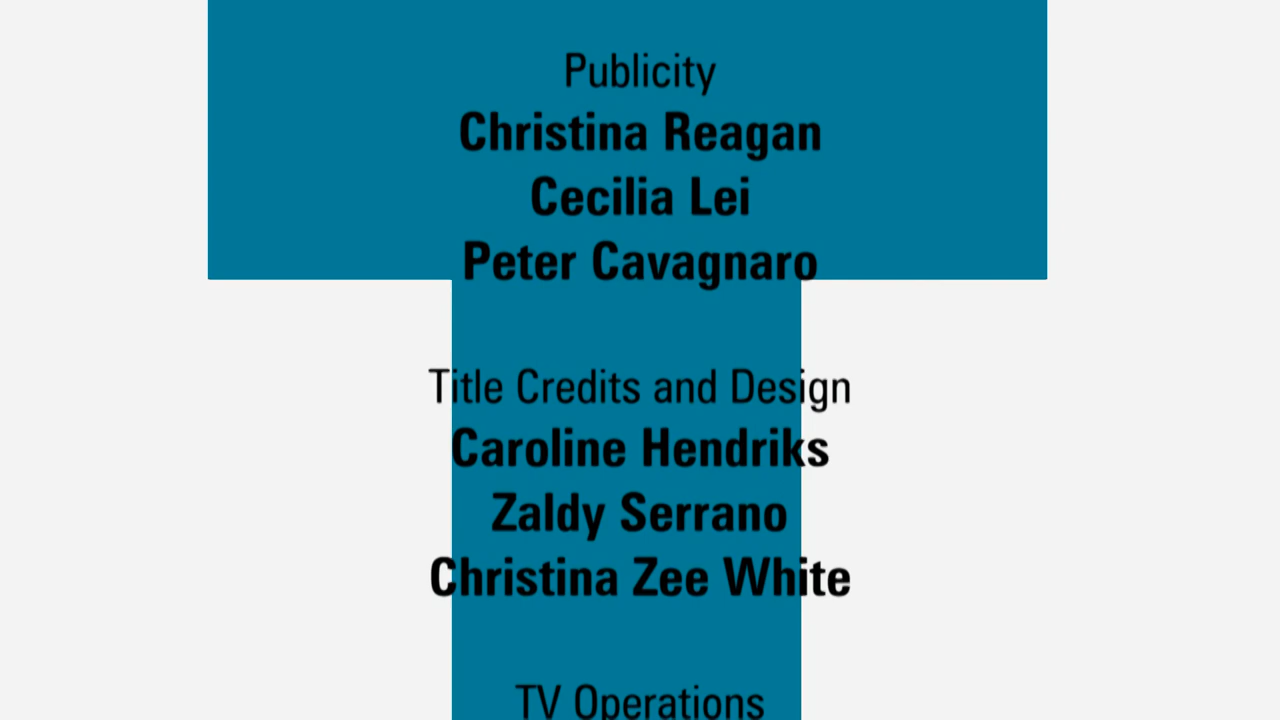 Publicity
Christina Reagan
Cecilia Lei
Peter Cavagnaro
Title Credits and Design
Caroline Hendriks
Zaldy Serrano
Christina Zee White
TV Operations